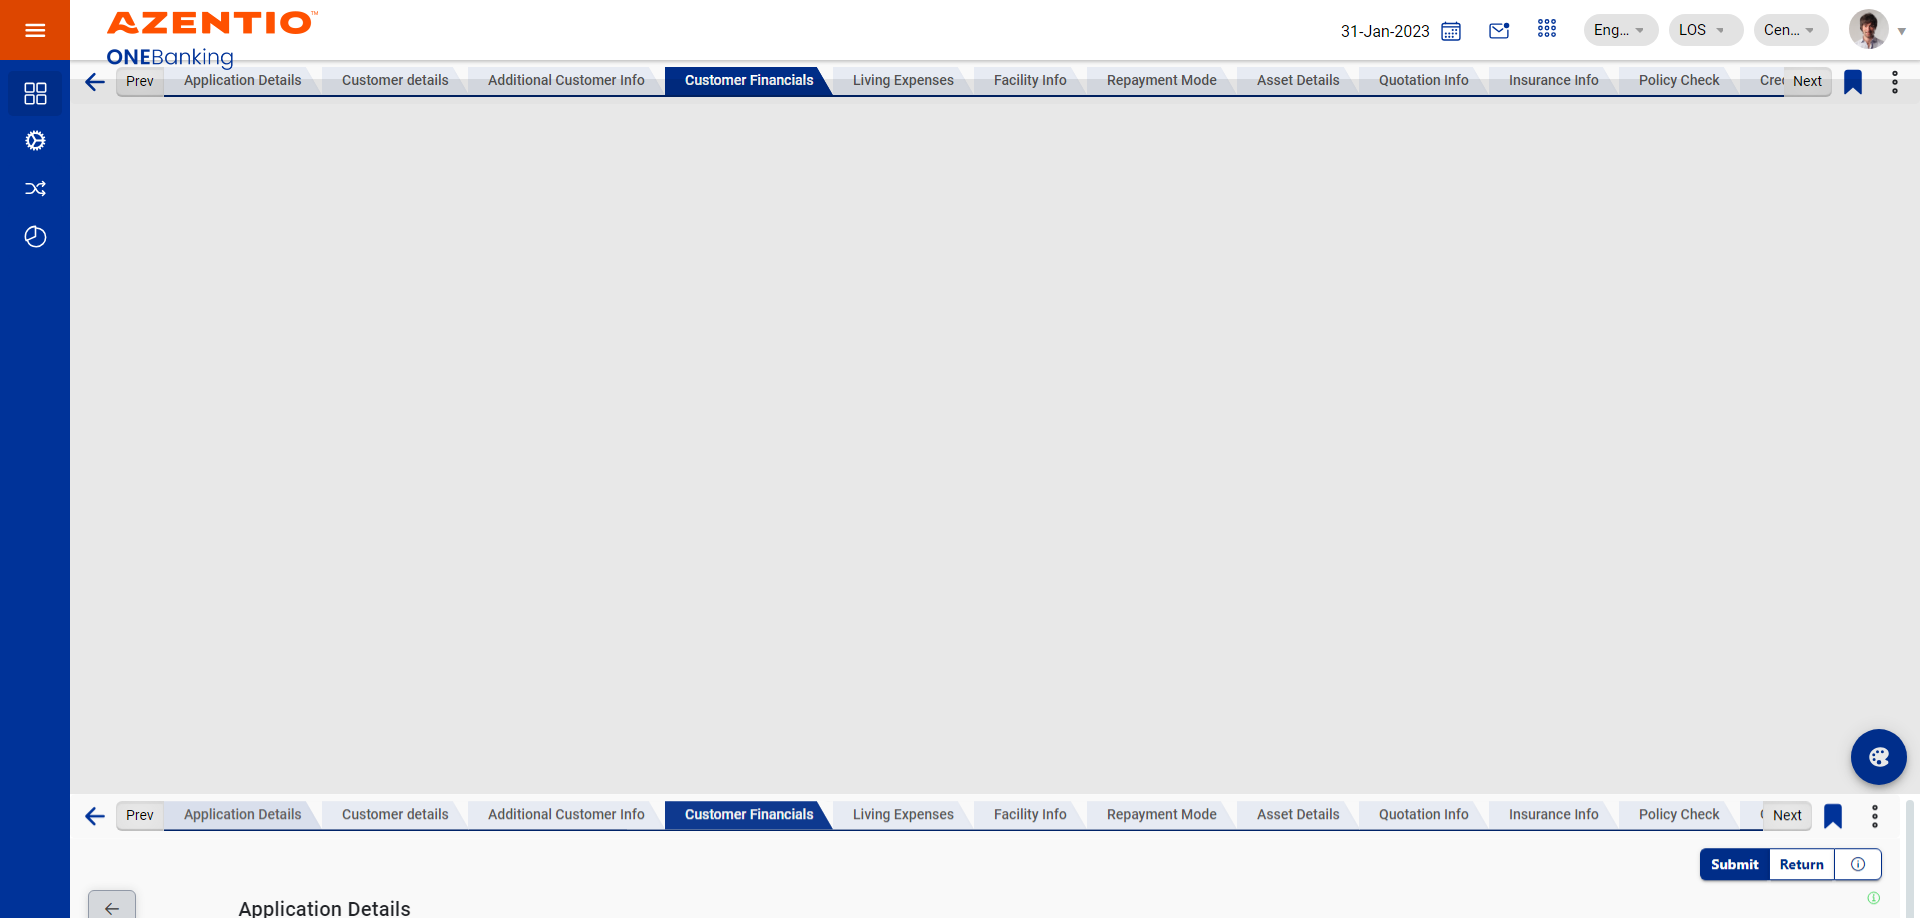 AZENTIO™
ONEBanking
31-Jan-2023 Eng... LOS Cen...
Prev Application Details Customer details Additional Customer Info Customer Financials Living Expenses Facility Info Repayment Mode Asset Details Quotation Info Insurance Info Policy Check Cre Next
Prev Application Details Customer details Additional Customer Info Customer Financials Living Expenses Facility Info Repayment Mode Asset Details Quotation Info Insurance Info Policy Check Next
Submit Return
Application Details